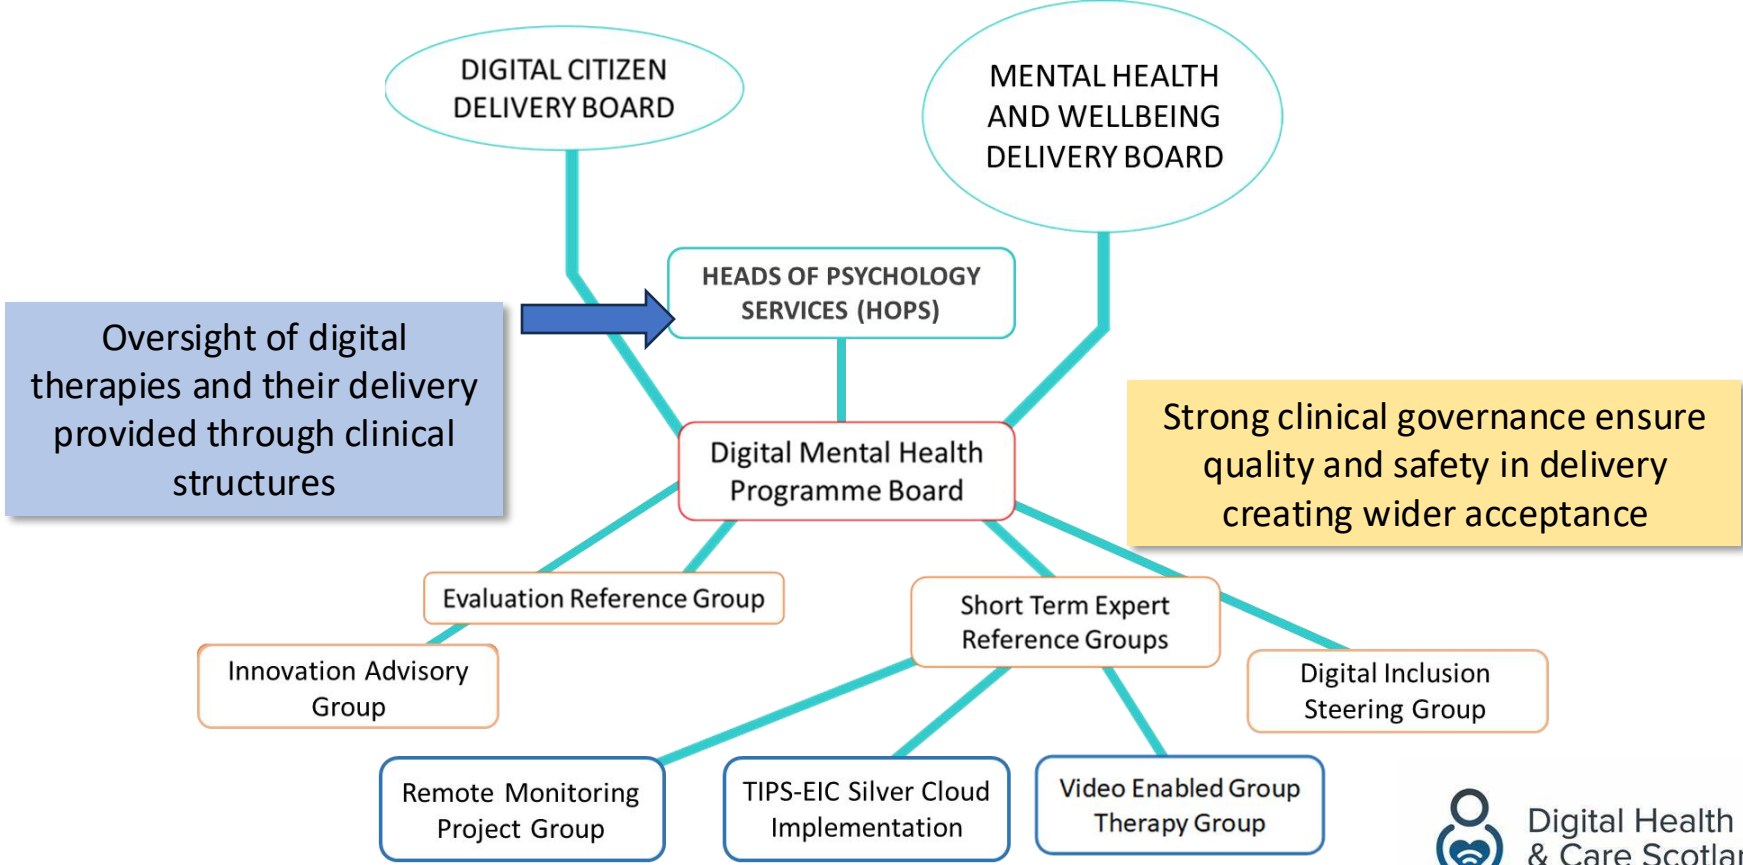 DIGITAL CITIZEN
DELIVERY BOARD
MENTAL HEALTH
AND WELLBEING
DELIVERY BOARD
HEADS OF PSYCHOLOGY
SERVICES (HOPS)
Oversight of digital
therapies and their delivery
provided through clinical
structures
Strong clinical governance ensure
quality and safety in delivery
creating wider acceptance
Digital Mental Health
Programme Board
Evaluation Reference Group
Short Term Expert
Reference Groups
Innovation Advisory
Group
Digital Inclusion
Steering Group
Remote Monitoring
Project Group
TIPS-EIC Silver Cloud
Implementation
Video Enabled Group
Therapy Group
Digital Health
& Care